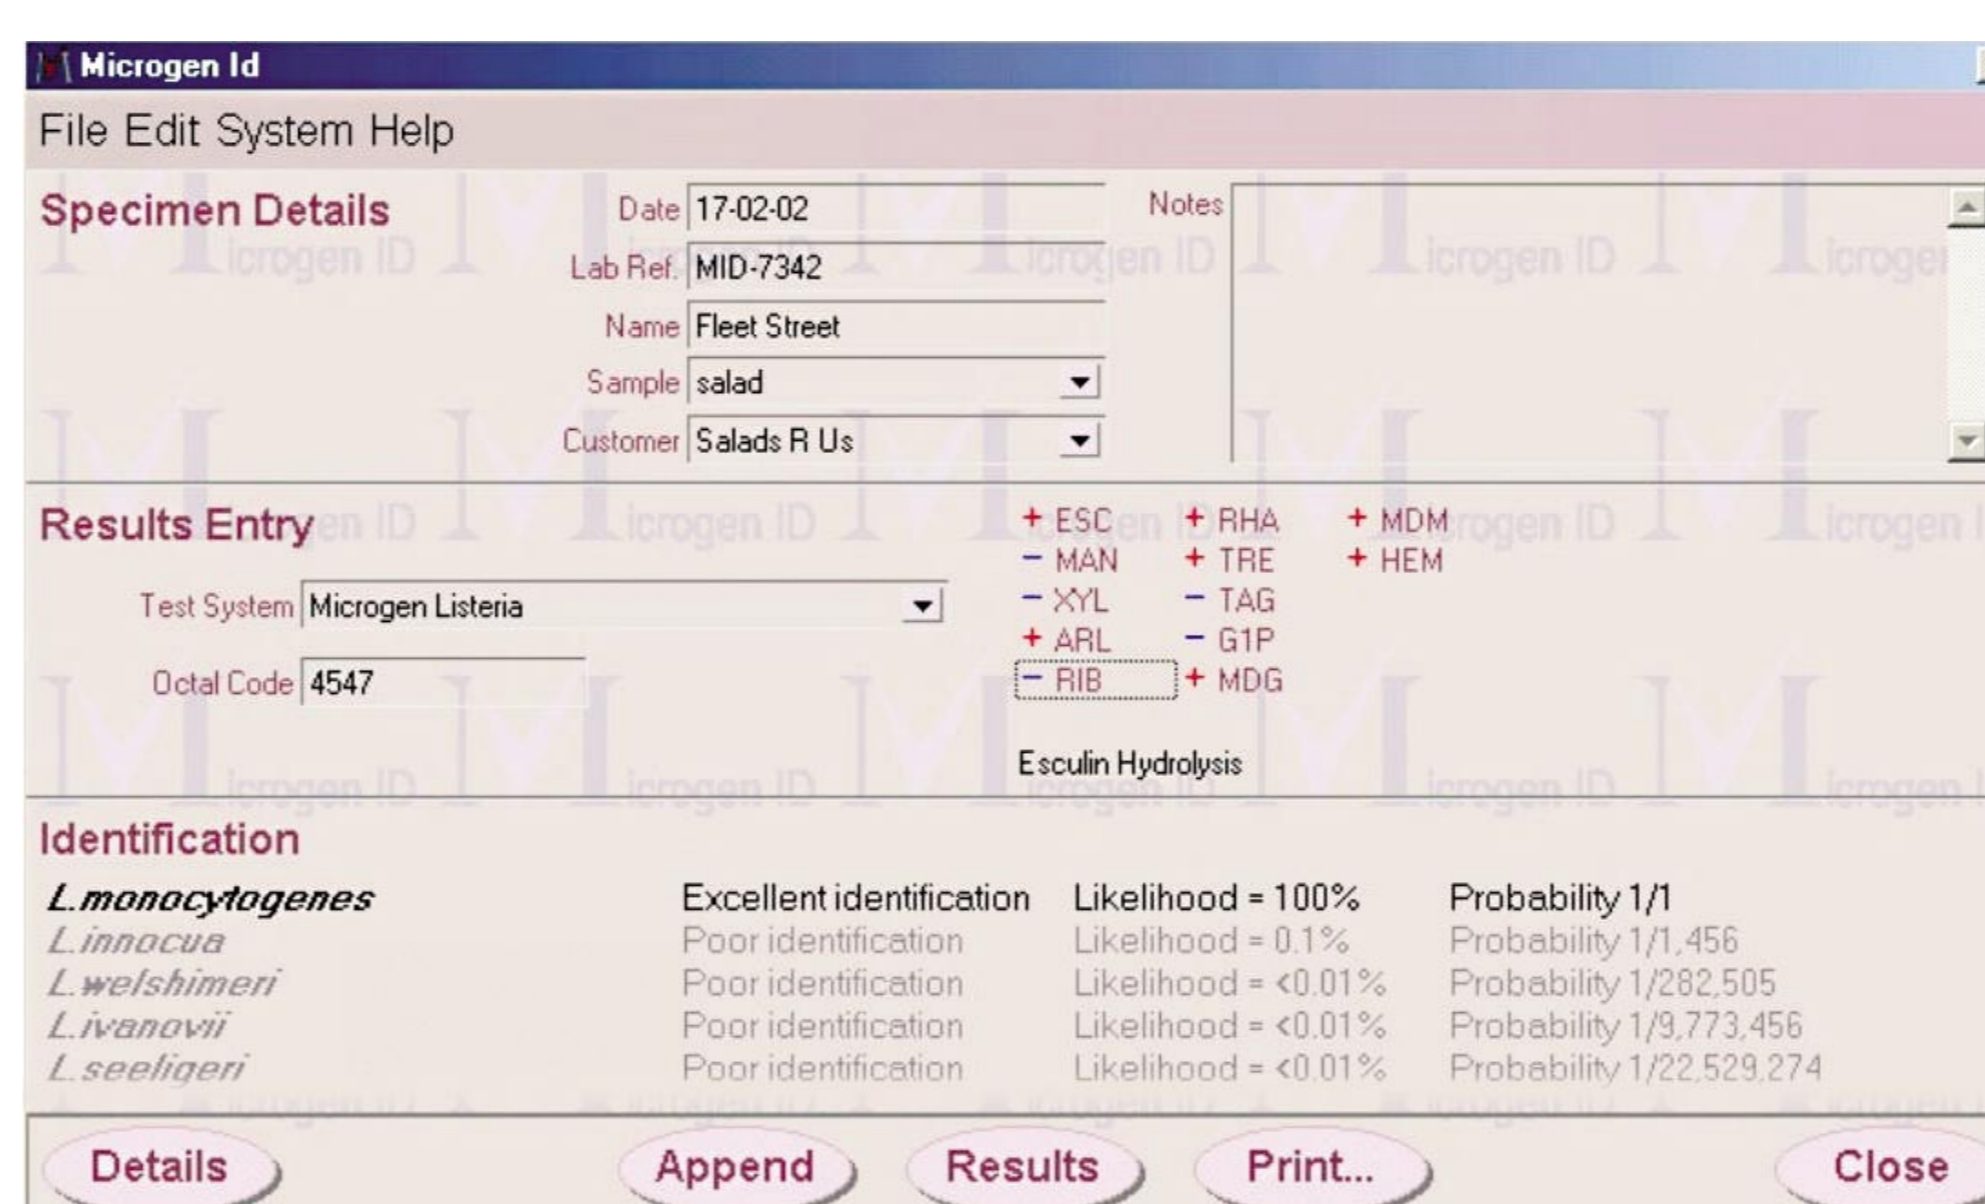 Microgen Id
File Edit System Help
Specimen Details
Date 17-02-02
Lab Ref. MID-7342
Name Fleet Street
Sample salad
Customer Salads R Us
Notes
Results Entry
Test System Microgen Listeria
Octal Code 4547
+ ESC + RHA + MDM
- MAN + TRE + HEM
- XYL - TAG
+ ARL - G1P
- RIB + MDG
Esculin Hydrolysis
Identification
L.monocytogenes Excellent identification Likelihood = 100% Probability 1/1
L.innocua Poor identification Likelihood = 0.1% Probability 1/1,456
L.welshimeri Poor identification Likelihood = <0.01% Probability 1/282,505
L.ivanovii Poor identification Likelihood = <0.01% Probability 1/9,773,456
L.seeligeri Poor identification Likelihood = <0.01% Probability 1/22,529,274
Details Append Results Print... Close